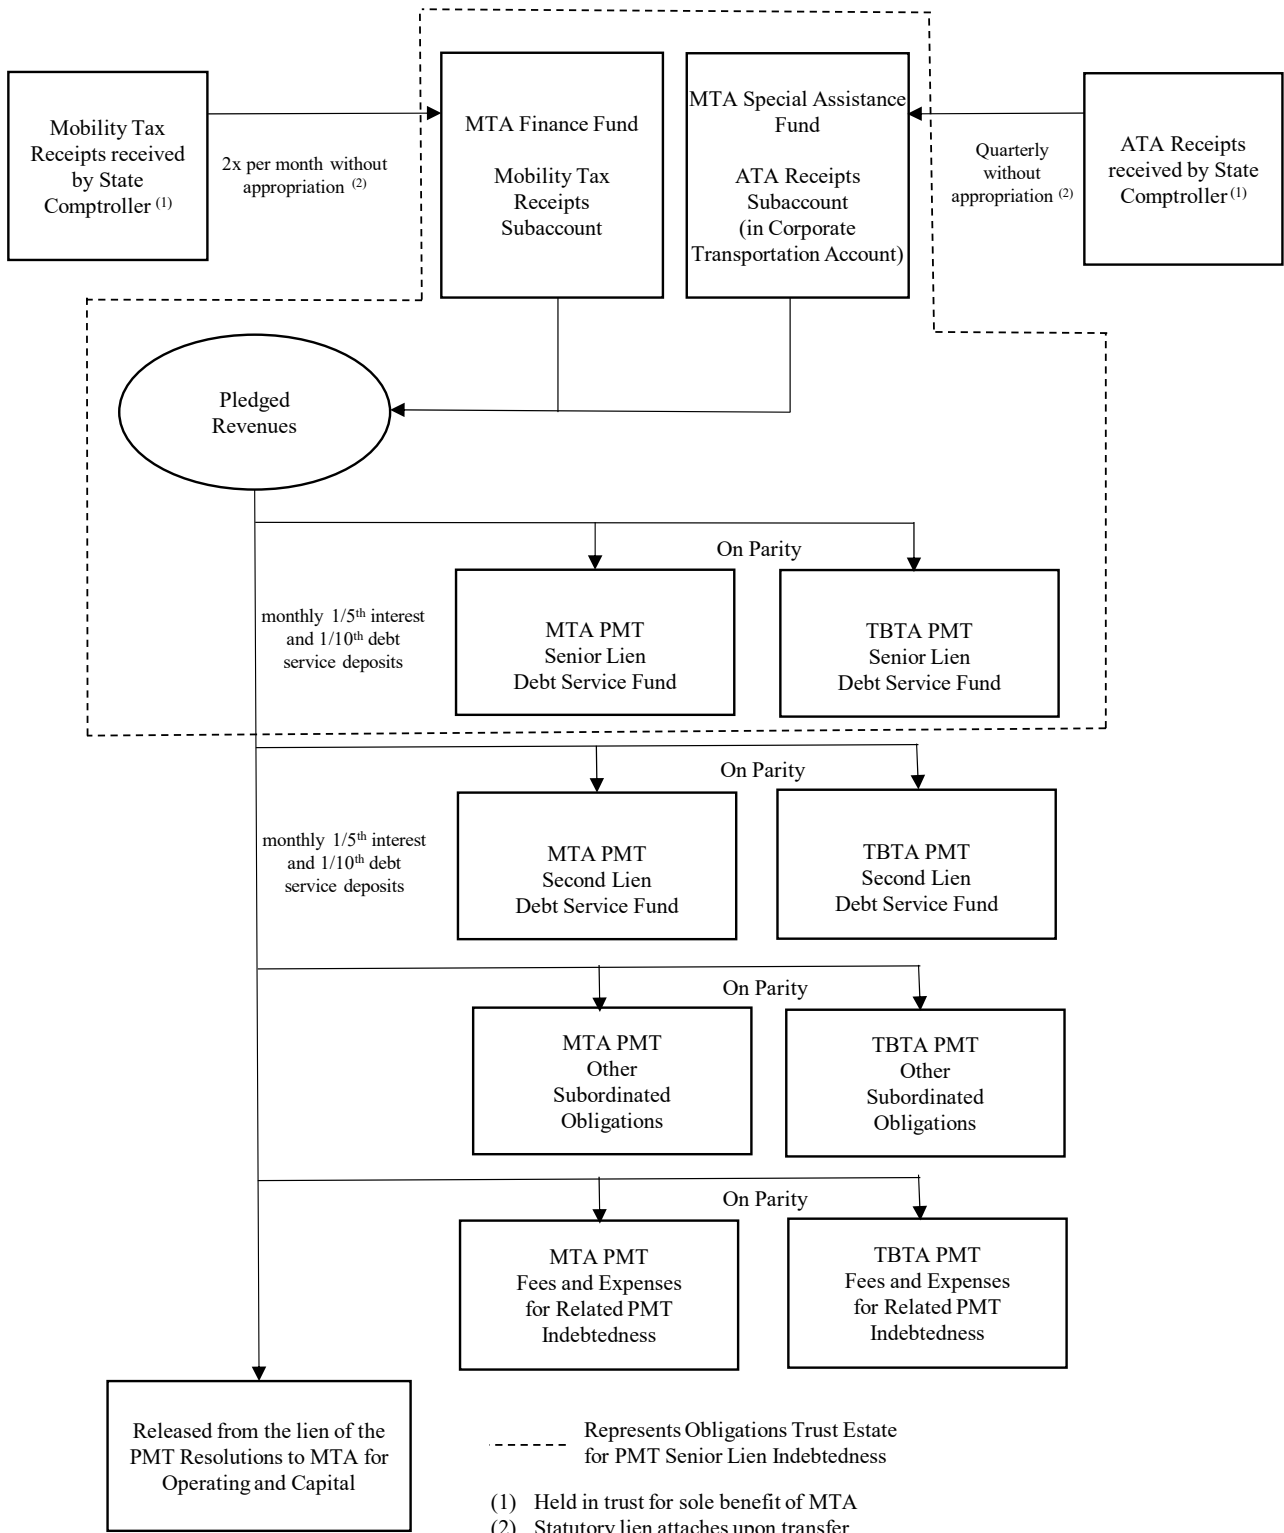 Mobility Tax
Receipts received
by State
Comptroller (1)
2x per month without
appropriation (2)
MTA Finance Fund
Mobility Tax
Receipts
Subaccount
MTA Special Assistance
Fund
ATA Receipts
Subaccount
(in Corporate
Transportation Account)
Quarterly
without
appropriation (2)
ATA Receipts
received by State
Comptroller(1)
Pledged
Revenues
On Parity
monthly 1/5th interest
and 1/10th debt
service deposits
MTA PMT
Senior Lien
Debt Service Fund
TBTA PMT
Senior Lien
Debt Service Fund
On Parity
monthly 1/5th interest
and 1/10th debt
service deposits
MTA PMT
Second Lien
Debt Service Fund
TBTA PMT
Second Lien
Debt Service Fund
On Parity
MTA PMT
Other
Subordinated
Obligations
TBTA PMT
Other
Subordinated
Obligations
On Parity
MTA PMT
Fees and Expenses
for Related PMT
Indebtedness
TBTA PMT
Fees and Expenses
for Related PMT
Indebtedness
Released from the lien of the
PMT Resolutions to MTA for
Operating and Capital
Represents Obligations Trust Estate
for PMT Senior Lien Indebtedness
(1) Held in trust for sole benefit of MTA
(2) Statutory lien attaches upon transfer